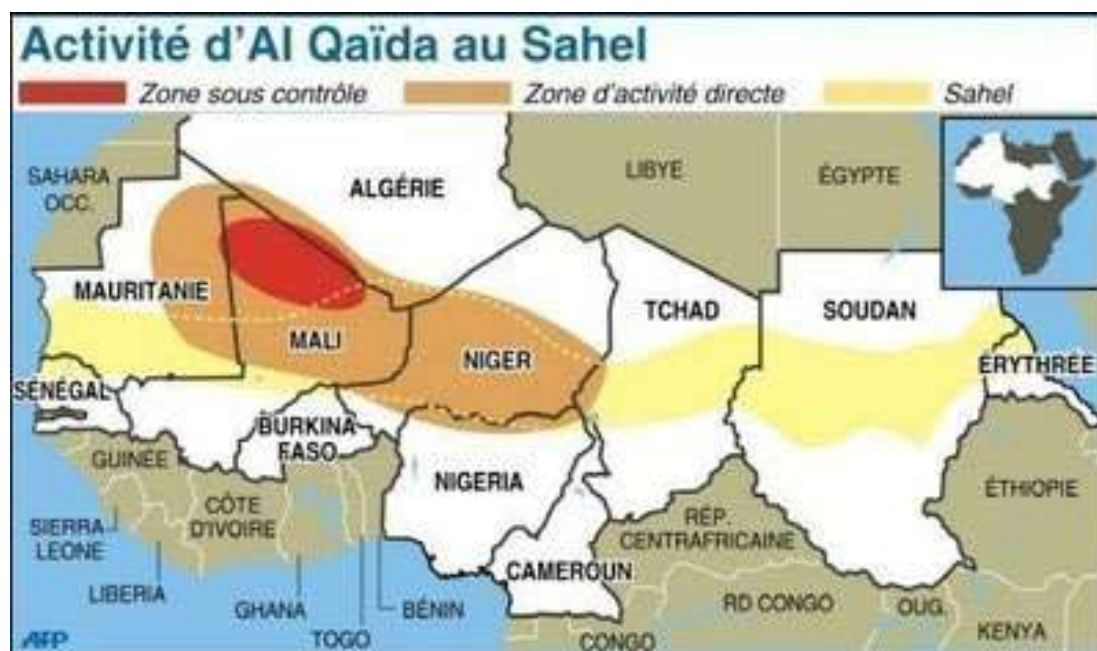 Activité d'Al Qaïda au Sahel
Zone sous contrôle
Zone d'activité directe
Sahel
SAHARA
OCC.
ALGÉRIE
LIBYE
ÉGYPTE
MAURITANIE
MALI
NIGER
TCHAD
SOUDAN
ÉRYTHRÉE
SÉNÉGAL
BURKINA
FASO
GUINÉE
NIGERIA
ÉTHIOPIE
CÔTE
D'IVOIRE
SIERRA
LEONE
RÉP.
CENTRAFRICAINE
CAMEROUN
LIBERIA
GHANA
BÉNIN
TOGO
CONGO
RD CONGO
OUG.
KENYA
AFP